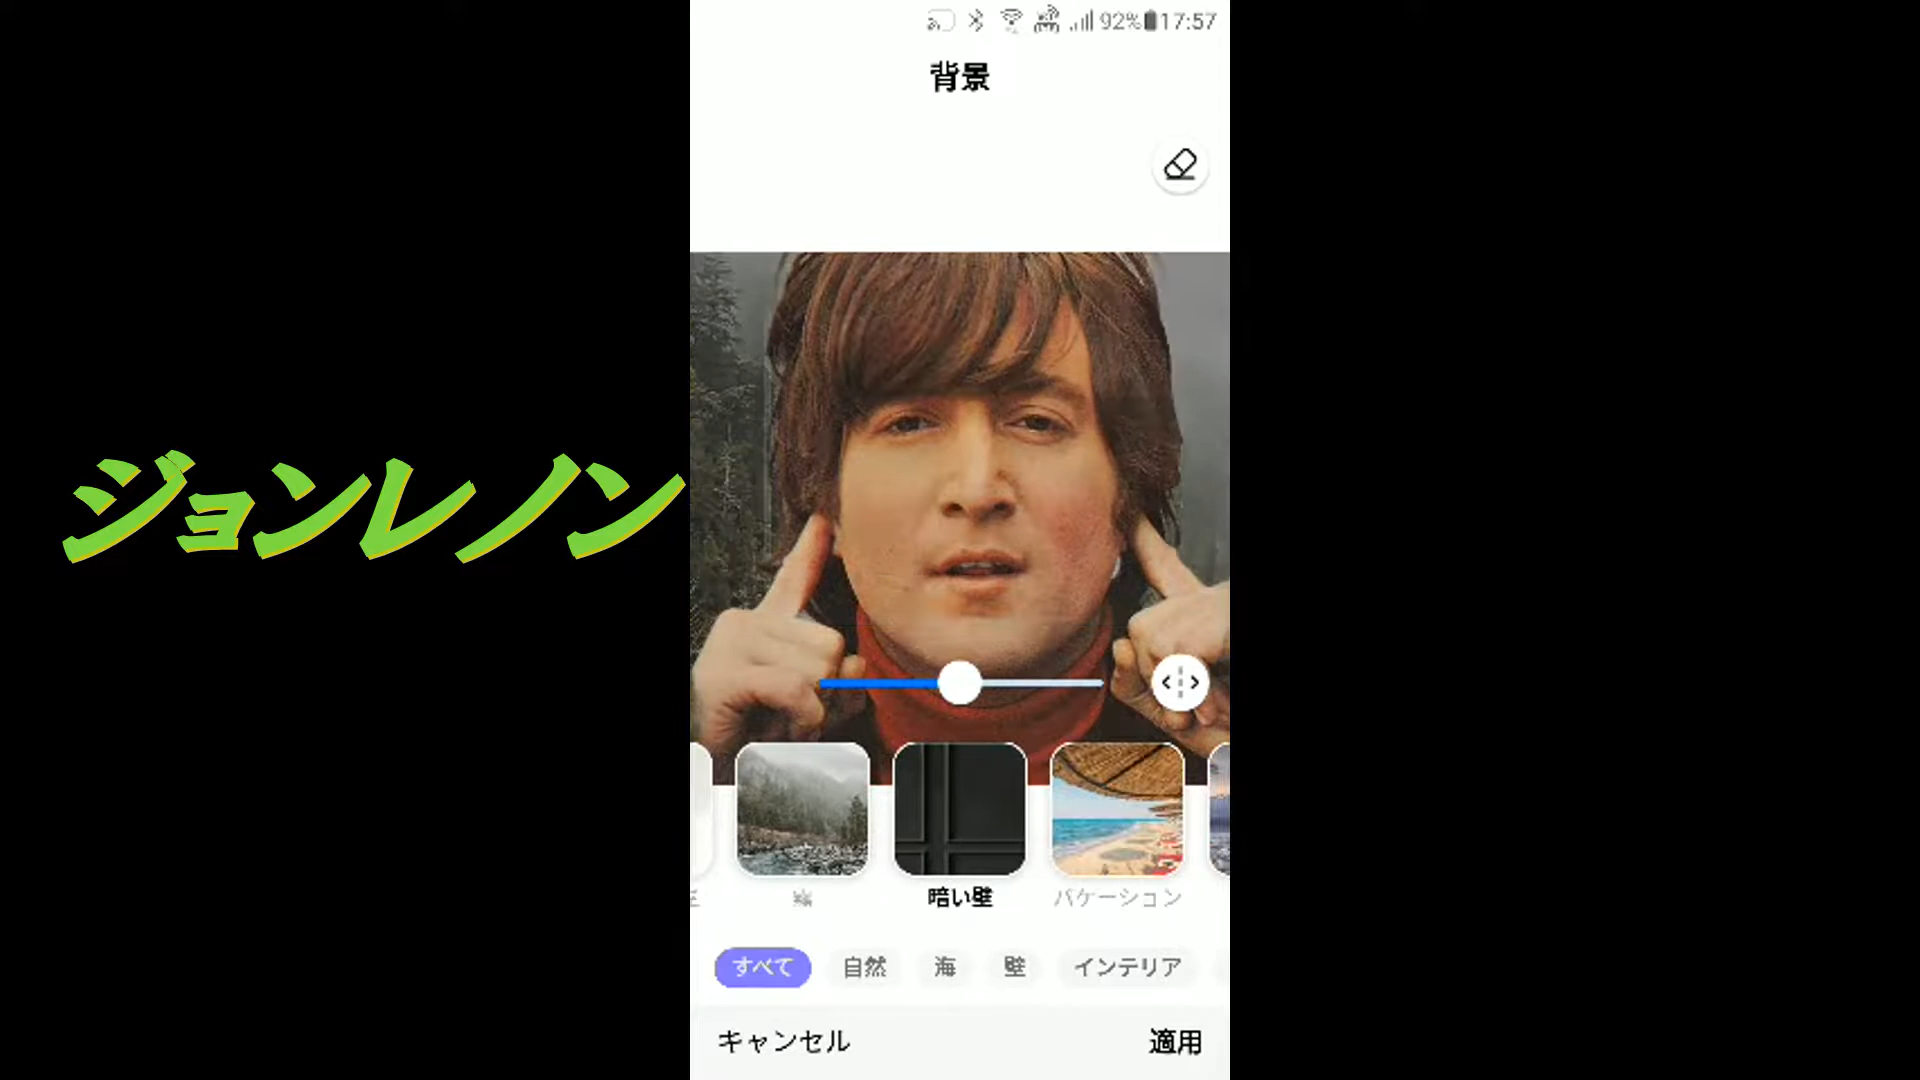 92% 17:57
背景
ジョンレノン
霧
暗い壁
バケーション
すべて
自然
海
壁
インテリア
キャンセル
適用